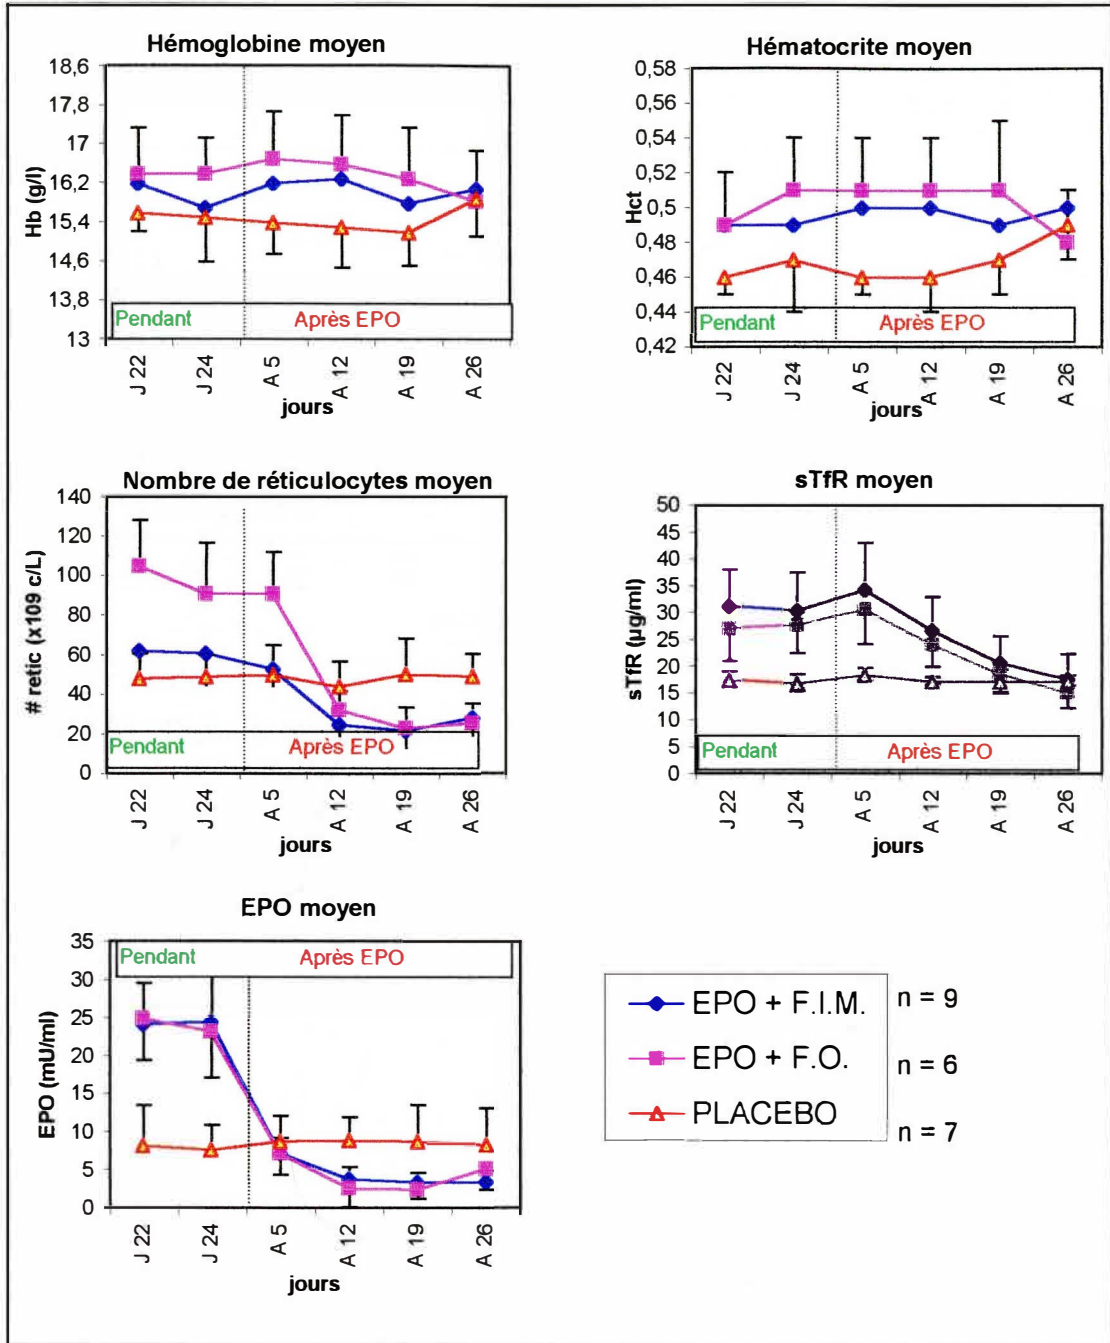 Hémoglobine moyen
18,6
17,8
17
16,2
15,4
14,6
13,8
13
Hb (g/l)
Pendant
Après EPO
J 22
J 24
A 5
A 12
A 19
A 26
jours
Hématocrite moyen
0,58
0,56
0,54
0,52
0,5
0,48
0,46
0,44
0,42
Hct
Pendant
Après EPO
J 22
J 24
A 5
A 12
A 19
A 26
jours
Nombre de réticulocytes moyen
140
120
100
80
60
40
20
0
# retic (x109 c/L)
Pendant
Après EPO
J 22
J 24
A 5
A 12
A 19
A 26
jours
sTfR moyen
50
45
40
35
30
25
20
15
10
5
0
sTfR (µg/ml)
Pendant
Après EPO
J 22
J 24
A 5
A 12
A 19
A 26
jours
EPO moyen
35
30
25
20
15
10
5
0
EPO (mU/ml)
Pendant
Après EPO
J 22
J 24
A 5
A 12
A 19
A 26
jours
EPO + F.I.M. n = 9
EPO + F.O. n = 6
PLACEBO n = 7